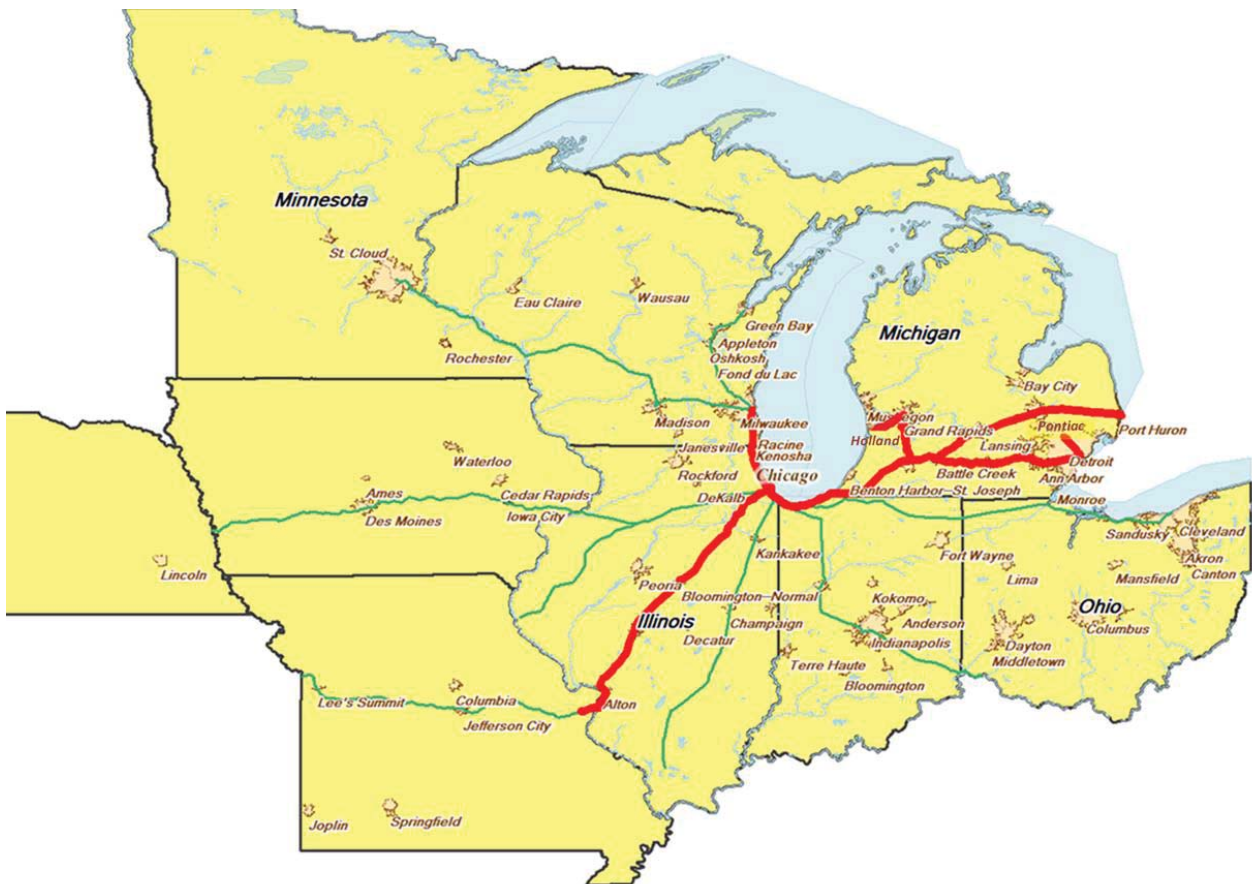 Minnesota
St. Cloud
Eau Claire
Wausau
Green Bay
Michigan
Appleton
Oshkosh
Rochester
Fond du Lac
Bay City
Muskegon
Madison
Milwaukee
Grand Rapids
Pontiac
Port Huron
Holland
Racine
Janesville
Kenosha
Lansing
Waterloo
Rockford
Chicago
Battle Creek
Detroit
Ann Arbor
Ames
Cedar Rapids
DeKalb
Benton Harbor–St. Joseph
Monroe
Des Moines
Iowa City
Sandusky
Cleveland
Kankakee
Fort Wayne
Akron
Lincoln
Lima
Mansfield
Canton
Peoria
Bloomington–Normal
Kokomo
Illinois
Champaign
Anderson
Ohio
Columbus
Decatur
Indianapolis
Dayton
Terre Haute
Middletown
Bloomington
Lee's Summit
Columbia
Alton
Jefferson City
Joplin
Springfield